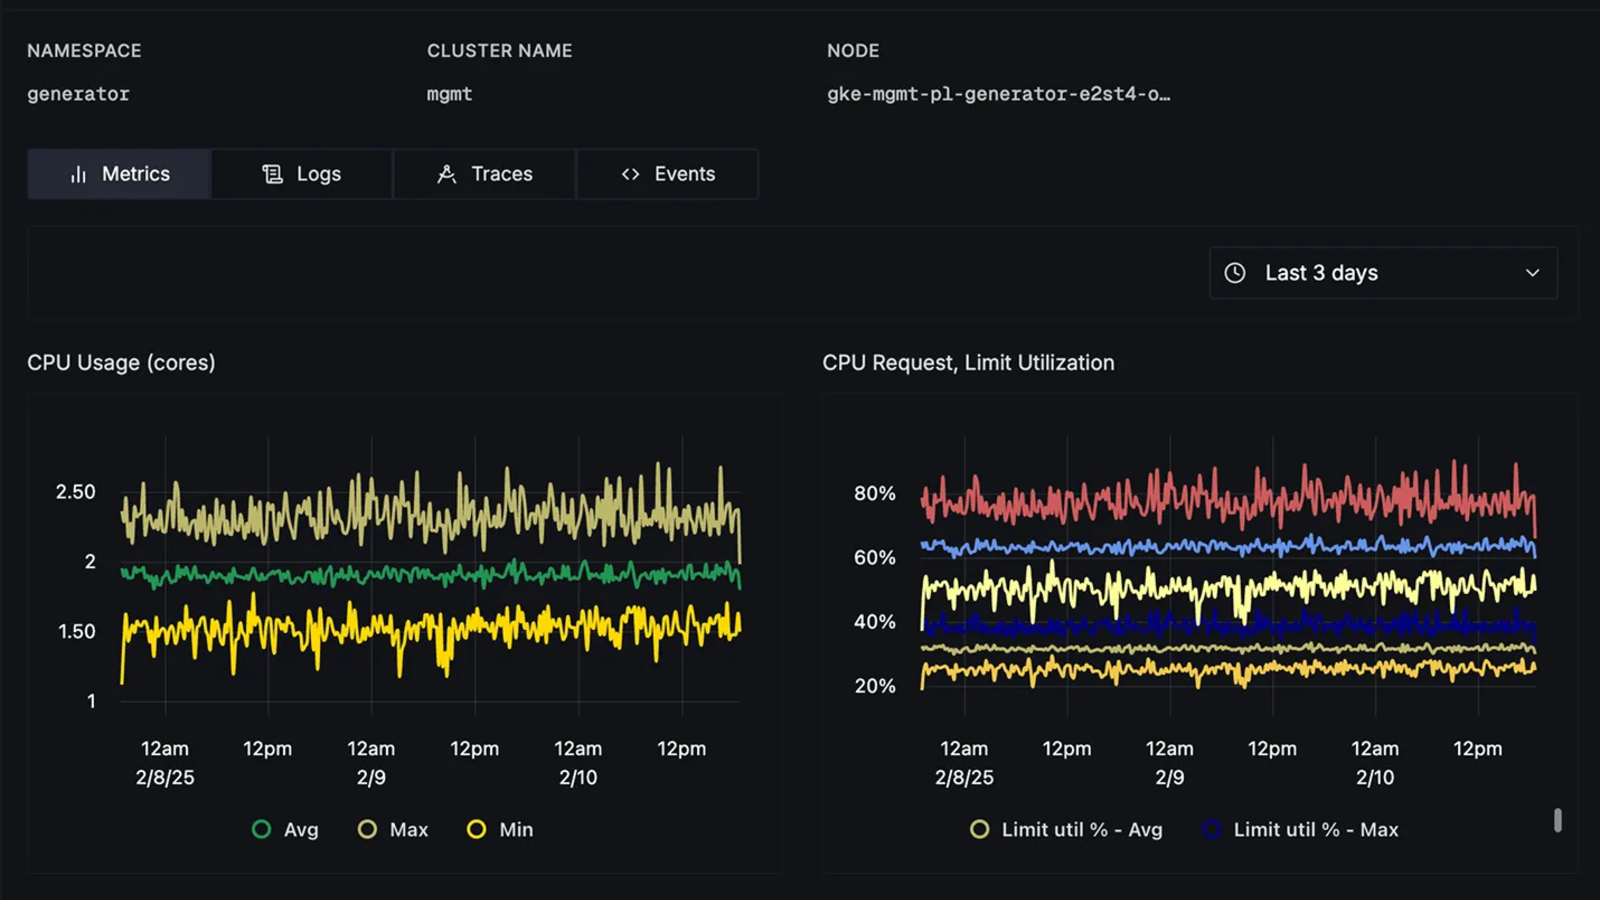 NAMESPACE
CLUSTER NAME
NODE
generator
mgmt
gke-mgmt-pl-generator-e2st4-o…
Metrics
Logs
Traces
Events
Last 3 days
CPU Usage (cores)
2.50
2
1.50
1
12am
12pm
12am
12pm
12am
12pm
2/8/25
2/9
2/10
Avg
Max
Min
CPU Request, Limit Utilization
80%
60%
40%
20%
12am
12pm
12am
12pm
12am
12pm
2/8/25
2/9
2/10
Limit util % - Avg
Limit util % - Max